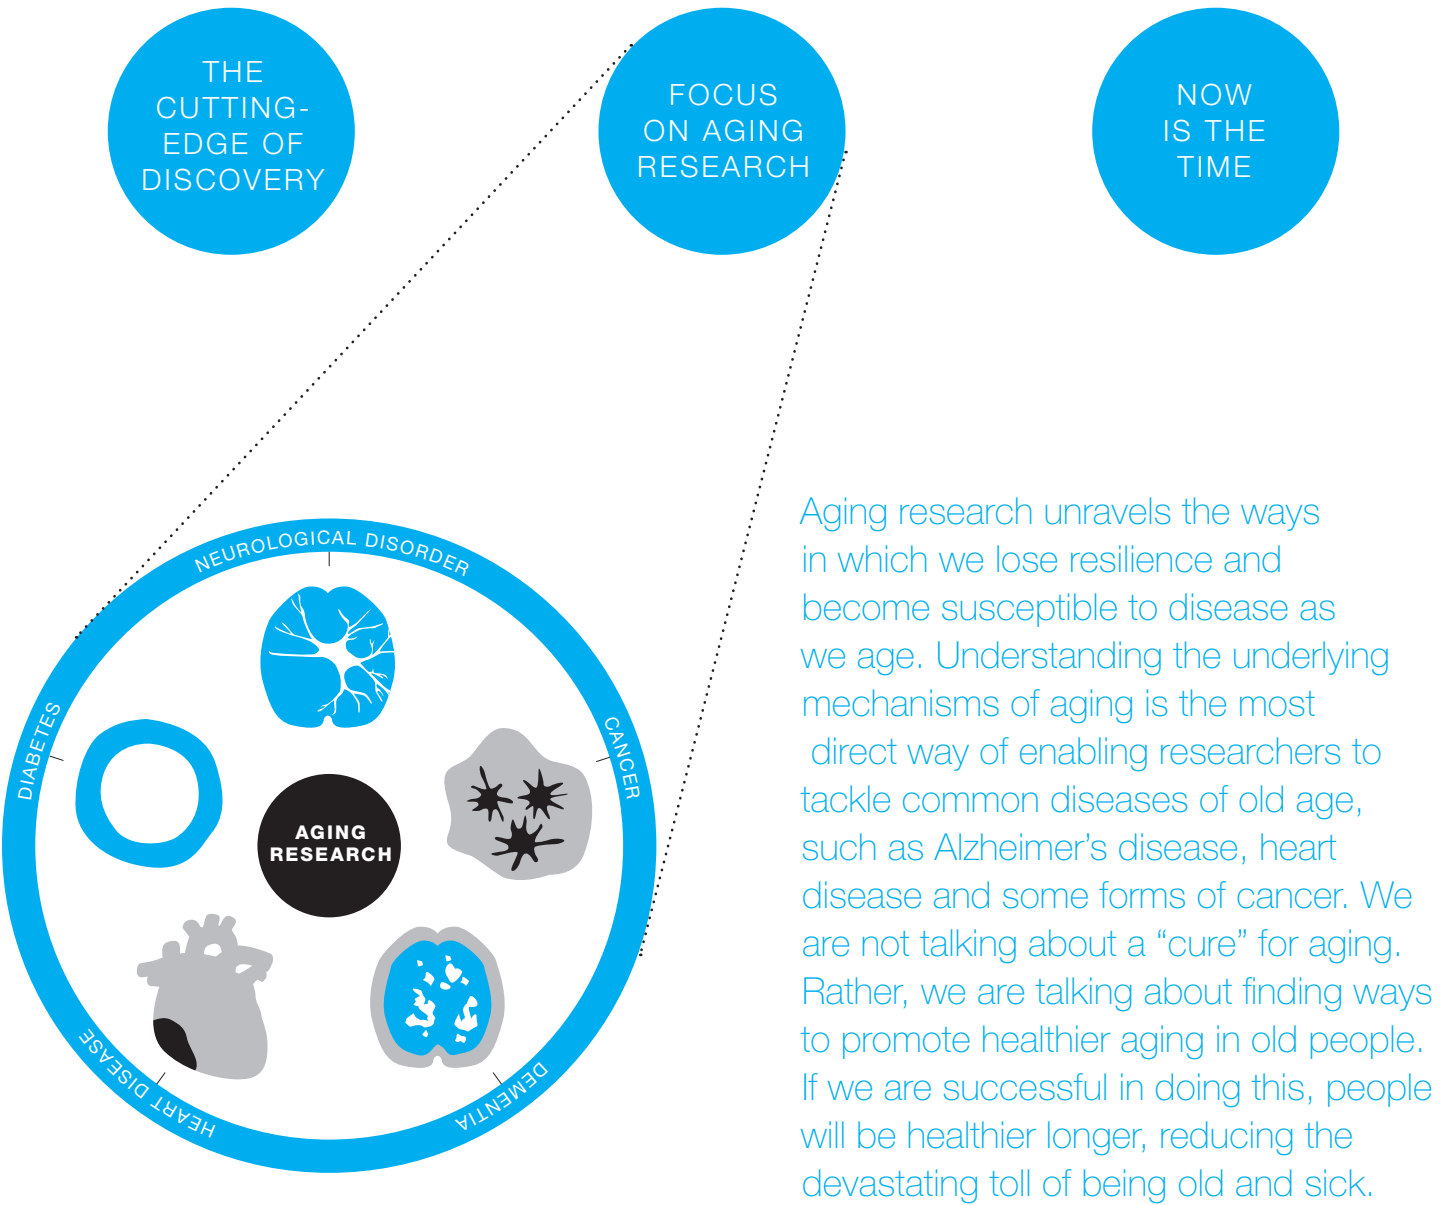 THE
CUTTING-
EDGE OF
DISCOVERY
FOCUS
ON AGING
RESEARCH
NOW
IS THE
TIME
NEUROLOGICAL DISORDER
CANCER
DEMENTIA
HEART DISEASE
DIABETES
AGING
RESEARCH
Aging research unravels the ways
in which we lose resilience and
become susceptible to disease as
we age. Understanding the underlying
mechanisms of aging is the most
direct way of enabling researchers to
tackle common diseases of old age,
such as Alzheimer’s disease, heart
disease and some forms of cancer. We
are not talking about a “cure” for aging.
Rather, we are talking about finding ways
to promote healthier aging in old people.
If we are successful in doing this, people
will be healthier longer, reducing the
devastating toll of being old and sick.